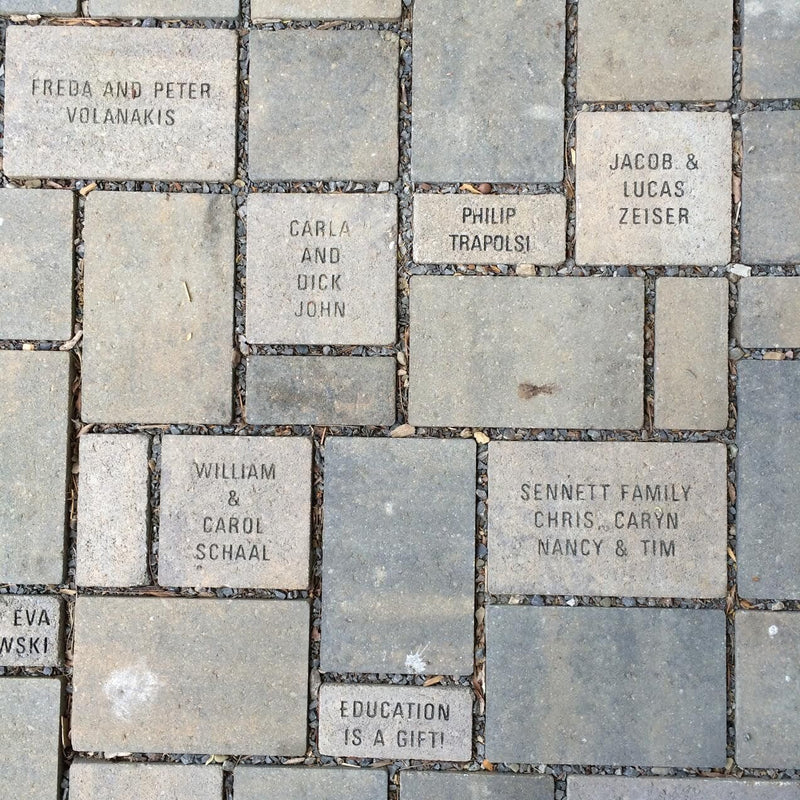 FREDA AND PETER
VOLANAKIS
JACOB &
LUCAS
ZEISER
CARLA
AND
DICK
JOHN
PHILIP
TRAPOLSI
WILLIAM
&
CAROL
SCHAAL
SENNETT FAMILY
CHRIS, CARYN
NANCY & TIM
EVA
WSKI
EDUCATION
IS A GIFT!